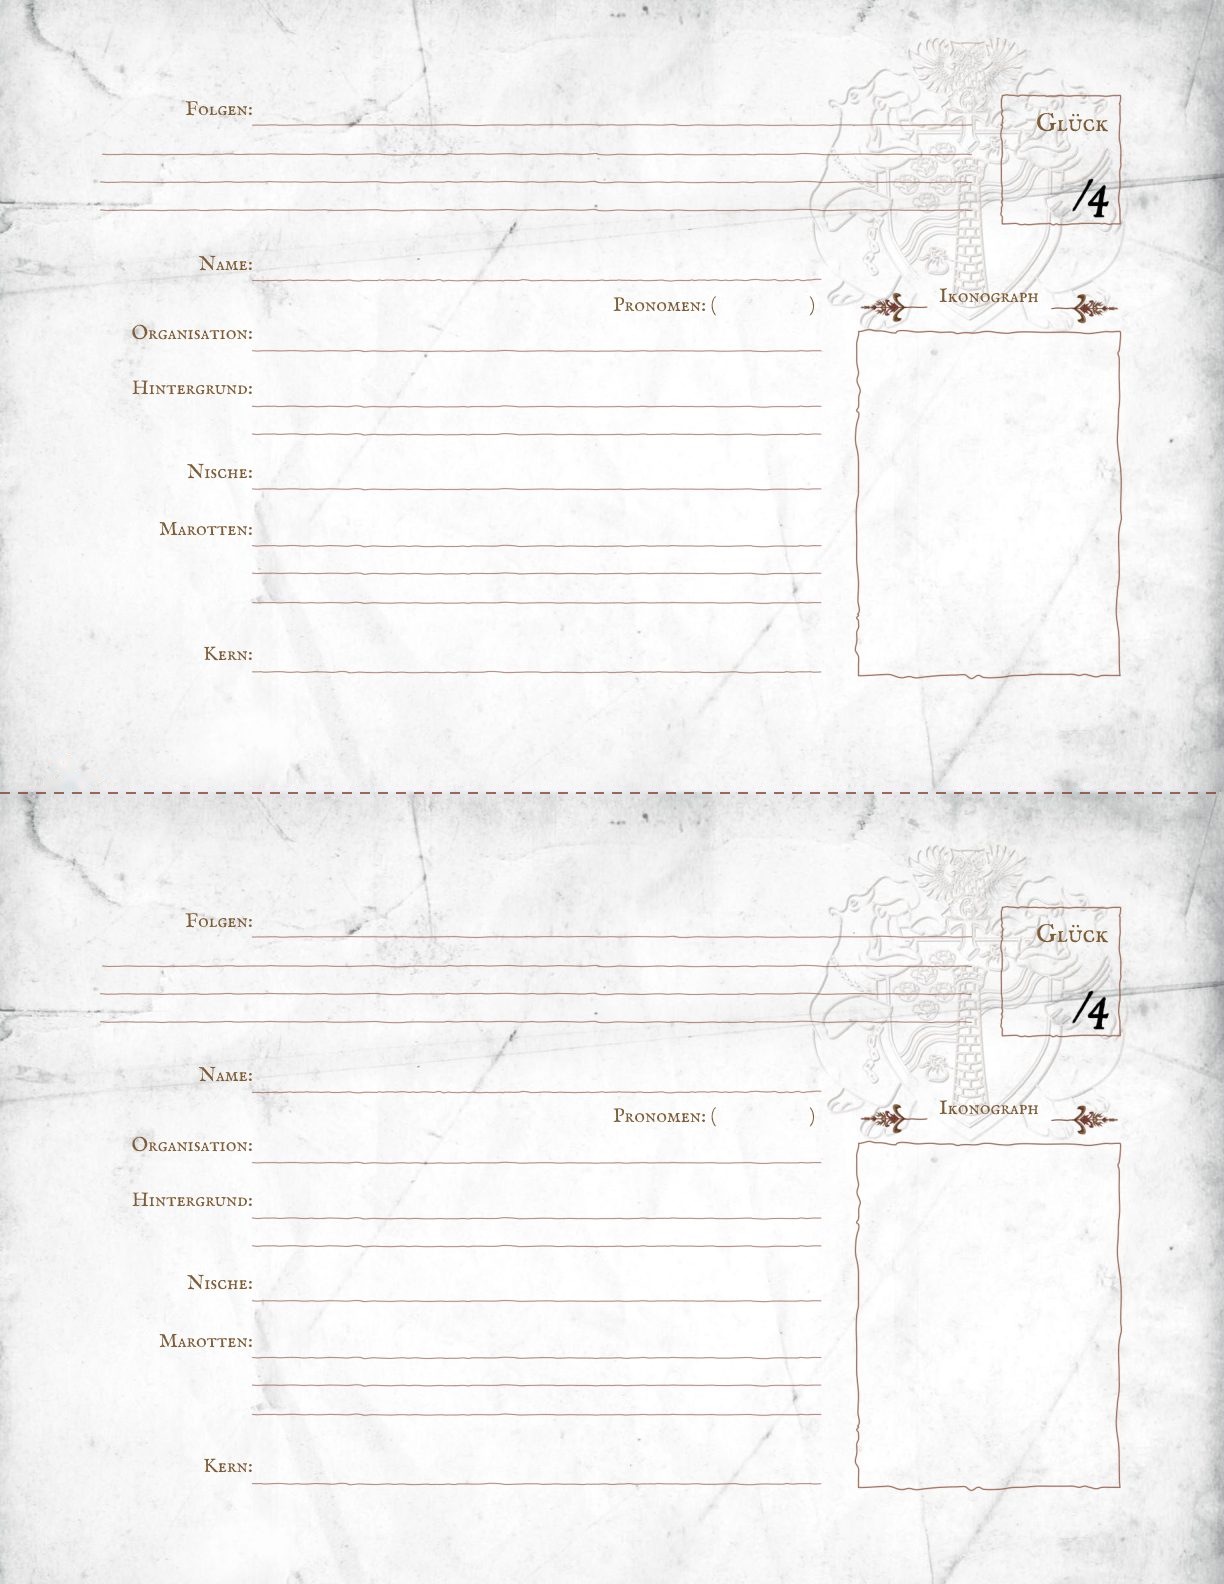 Folgen:
Glück
/4
Name:
Pronomen: ( )
Ikonograph
Organisation:
Hintergrund:
Nische:
Marotten:
Kern:
Folgen:
Glück
/4
Name:
Pronomen: ( )
Ikonograph
Organisation:
Hintergrund:
Nische:
Marotten:
Kern: